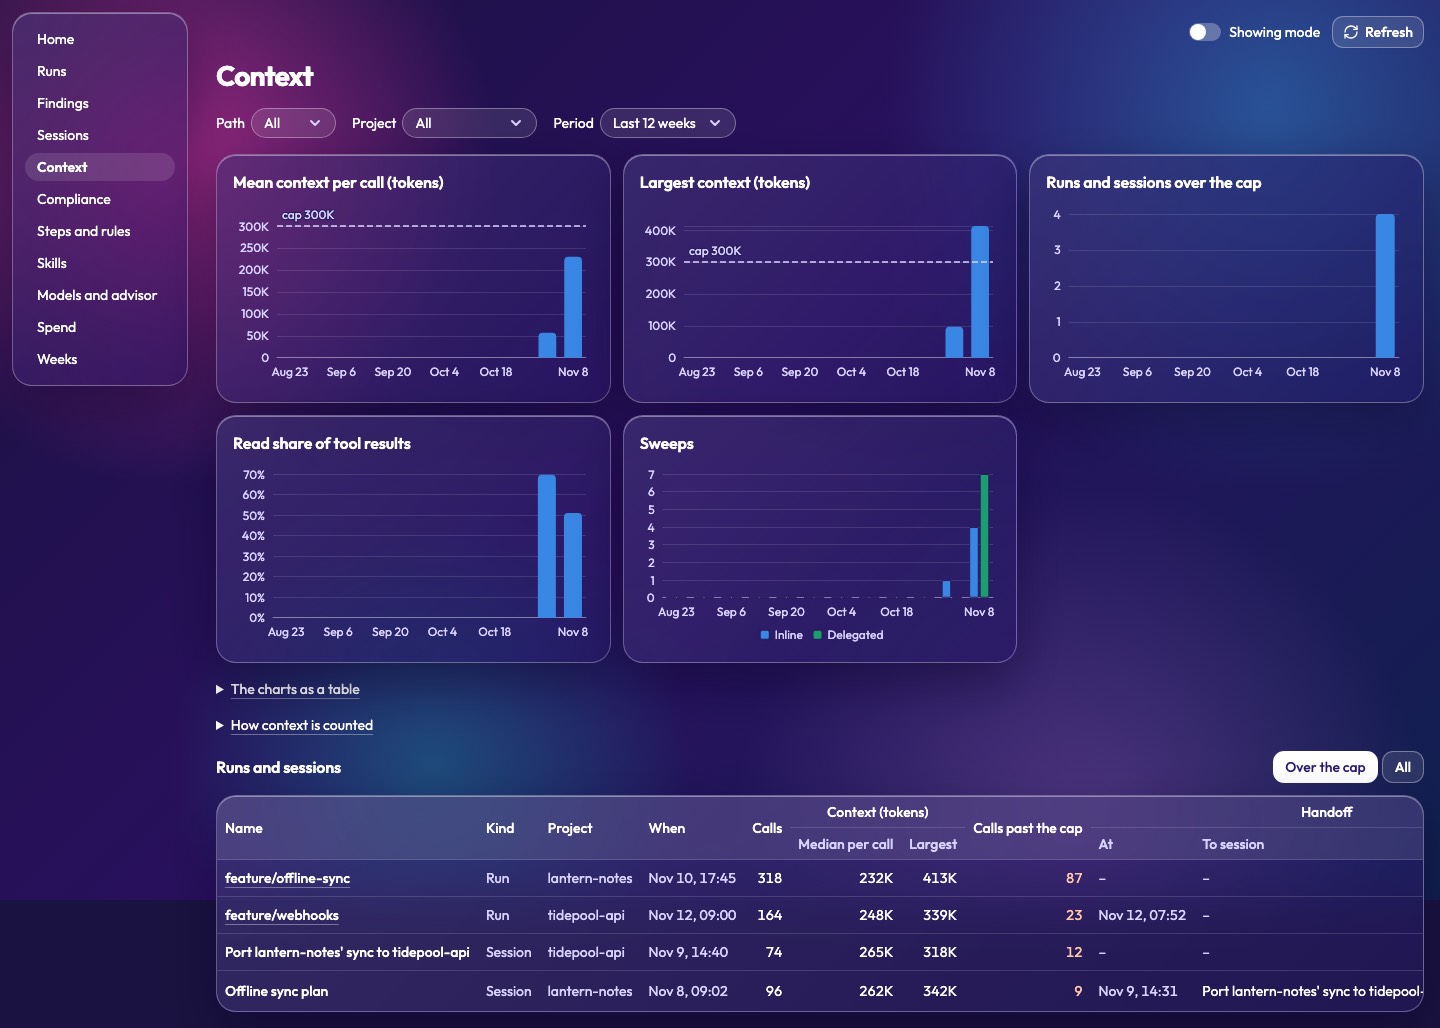 Home
Runs
Findings
Sessions
Context
Compliance
Steps and rules
Skills
Models and advisor
Spend
Weeks
Showing mode
Refresh
Context
Path All Project All Period Last 12 weeks
Mean context per call (tokens)
cap 300K
300K
250K
200K
150K
100K
50K
0
Aug 23 Sep 6 Sep 20 Oct 4 Oct 18 Nov 8
Largest context (tokens)
400K
cap 300K
300K
200K
100K
0
Aug 23 Sep 6 Sep 20 Oct 4 Oct 18 Nov 8
Runs and sessions over the cap
4
3
2
1
0
Aug 23 Sep 6 Sep 20 Oct 4 Oct 18 Nov 8
Read share of tool results
70%
60%
50%
40%
30%
20%
10%
0%
Aug 23 Sep 6 Sep 20 Oct 4 Oct 18 Nov 8
Sweeps
7
6
5
4
3
2
1
0
Aug 23 Sep 6 Sep 20 Oct 4 Oct 18 Nov 8
Inline Delegated
The charts as a table
How context is counted
Runs and sessions
Over the cap All
Context (tokens) Handoff
Name Kind Project When Calls Calls past the cap
Median per call Largest At To session
feature/offline-sync Run lantern-notes Nov 10, 17:45 318 232K 413K 87 – –
feature/webhooks Run tidepool-api Nov 12, 09:00 164 248K 339K 23 Nov 12, 07:52 –
Port lantern-notes' sync to tidepool-api Session tidepool-api Nov 9, 14:40 74 265K 318K 12 – –
Offline sync plan Session lantern-notes Nov 8, 09:02 96 262K 342K 9 Nov 9, 14:31 Port lantern-notes' sync to tidepool-